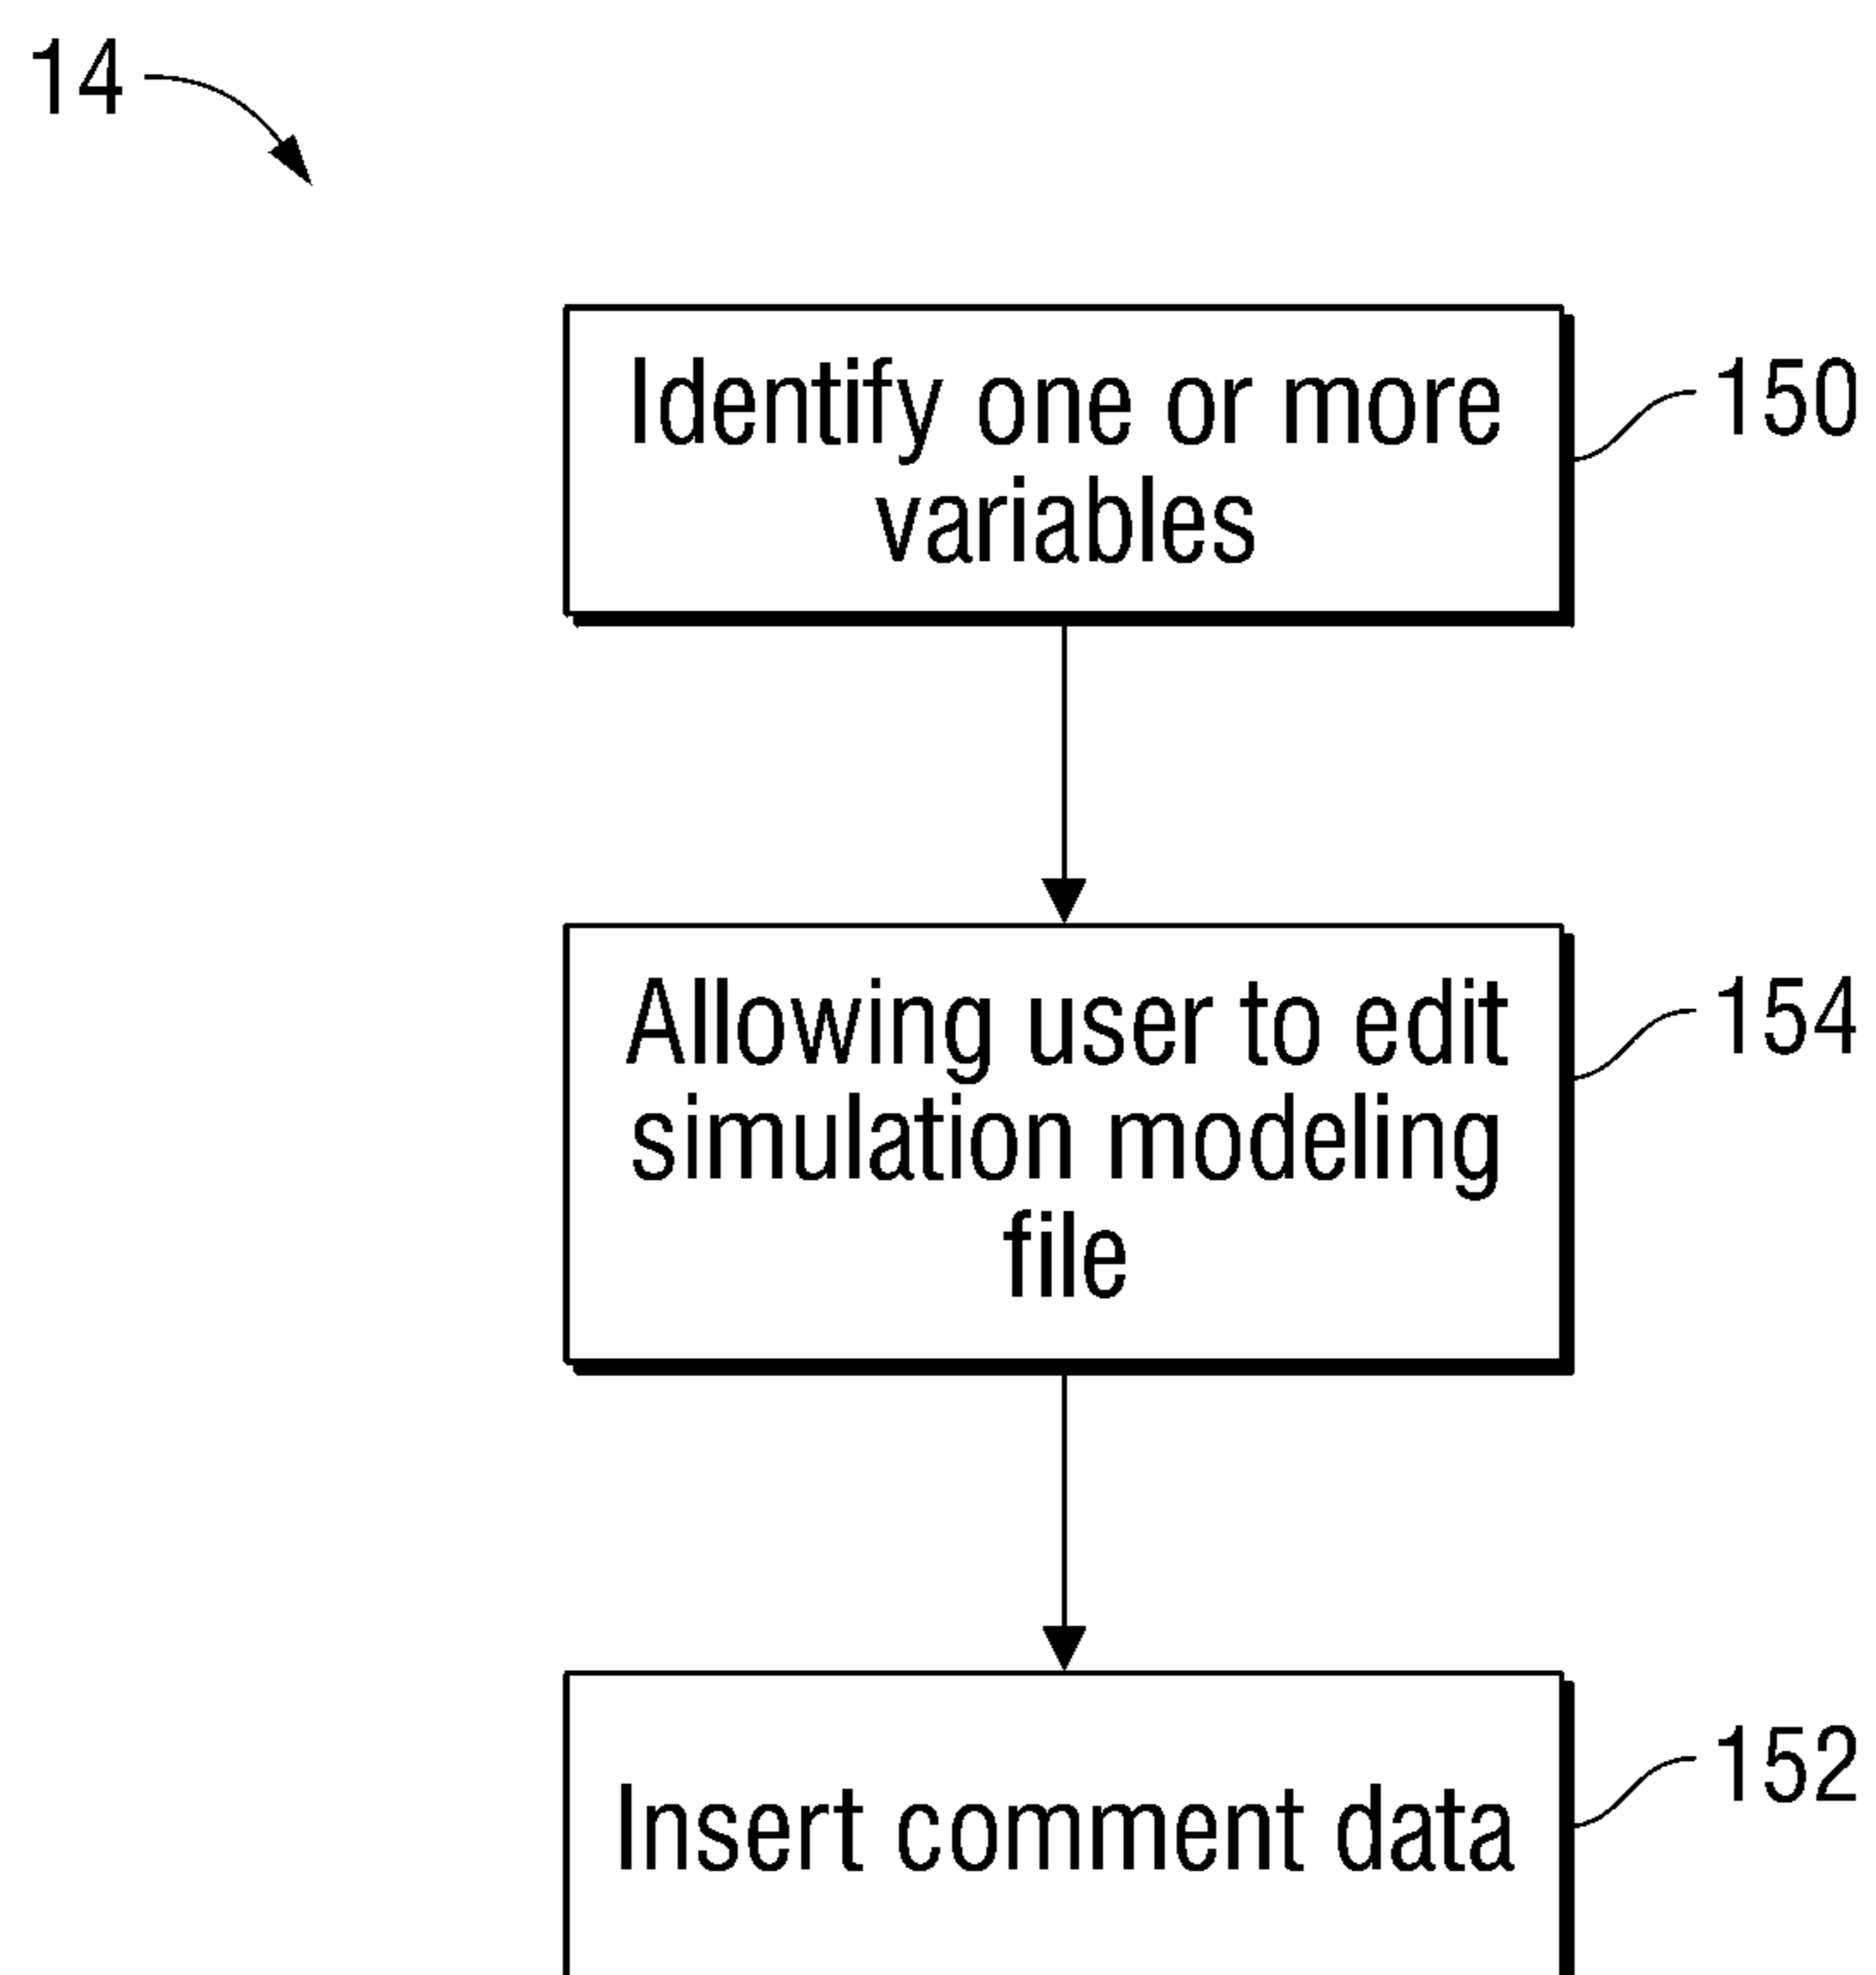 14
Identify one or more
variables
150
Allowing user to edit
simulation modeling
file
154
Insert comment data
152